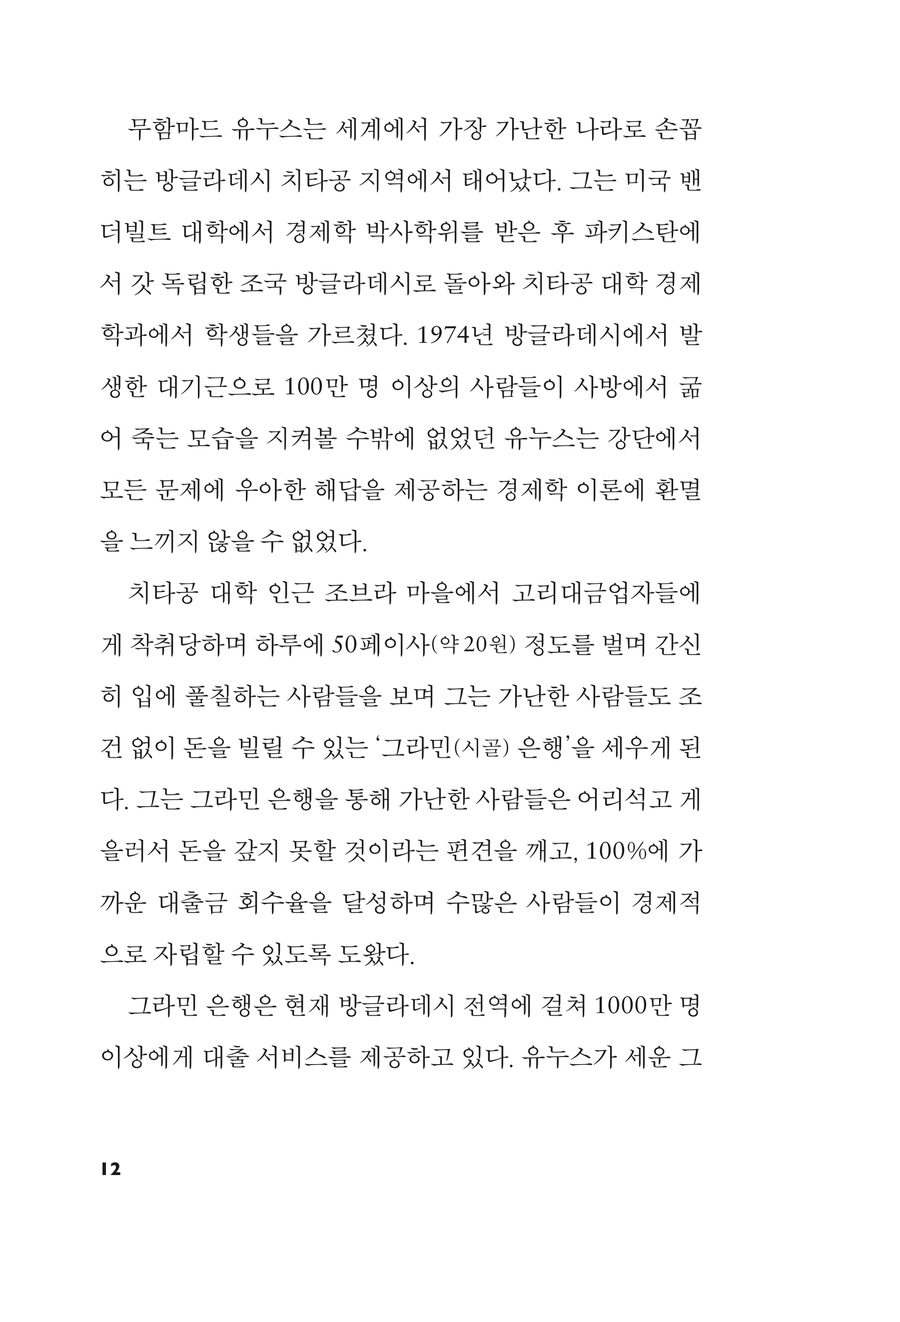 무함마드 유누스는 세계에서 가장 가난한 나라로 손꼽
히는 방글라데시 치타공 지역에서 태어났다. 그는 미국 밴
더빌트 대학에서 경제학 박사학위를 받은 후 파키스탄에
서 갓 독립한 조국 방글라데시로 돌아와 치타공 대학 경제
학과에서 학생들을 가르쳤다. 1974년 방글라데시에서 발
생한 대기근으로 100만 명 이상의 사람들이 사방에서 굶
어 죽는 모습을 지켜볼 수밖에 없었던 유누스는 강단에서
모든 문제에 우아한 해답을 제공하는 경제학 이론에 환멸
을 느끼지 않을 수 없었다.
치타공 대학 인근 조브라 마을에서 고리대금업자들에
게 착취당하며 하루에 50페이사(약 20원) 정도를 벌며 간신
히 입에 풀칠하는 사람들을 보며 그는 가난한 사람들도 조
건 없이 돈을 빌릴 수 있는 ‘그라민(시골) 은행’을 세우게 된
다. 그는 그라민 은행을 통해 가난한 사람들은 어리석고 게
을러서 돈을 갚지 못할 것이라는 편견을 깨고, 100%에 가
까운 대출금 회수율을 달성하며 수많은 사람들이 경제적
으로 자립할 수 있도록 도왔다.
그라민 은행은 현재 방글라데시 전역에 걸쳐 1000만 명
이상에게 대출 서비스를 제공하고 있다. 유누스가 세운 그
12